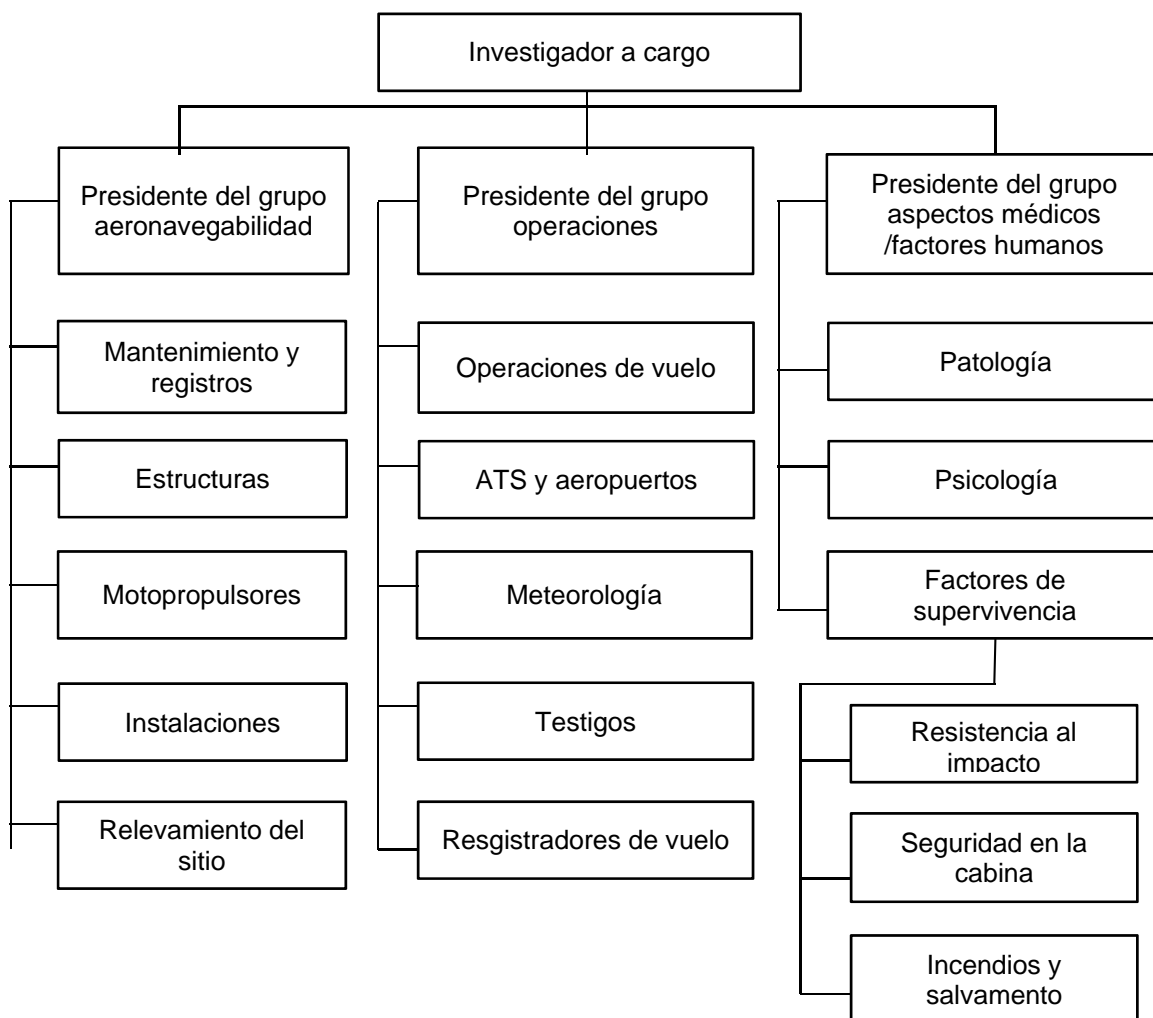 Investigador a cargo
Presidente del grupo
aeronavegabilidad
Presidente del grupo
operaciones
Presidente del grupo
aspectos médicos
/factores humanos
Mantenimiento y
registros
Operaciones de vuelo
Patología
Estructuras
ATS y aeropuertos
Psicología
Motopropulsores
Meteorología
Factores de
supervivencia
Instalaciones
Testigos
Resistencia al
impacto
Relevamiento del
sitio
Resgistradores de vuelo
Seguridad en la
cabina
Incendios y
salvamento